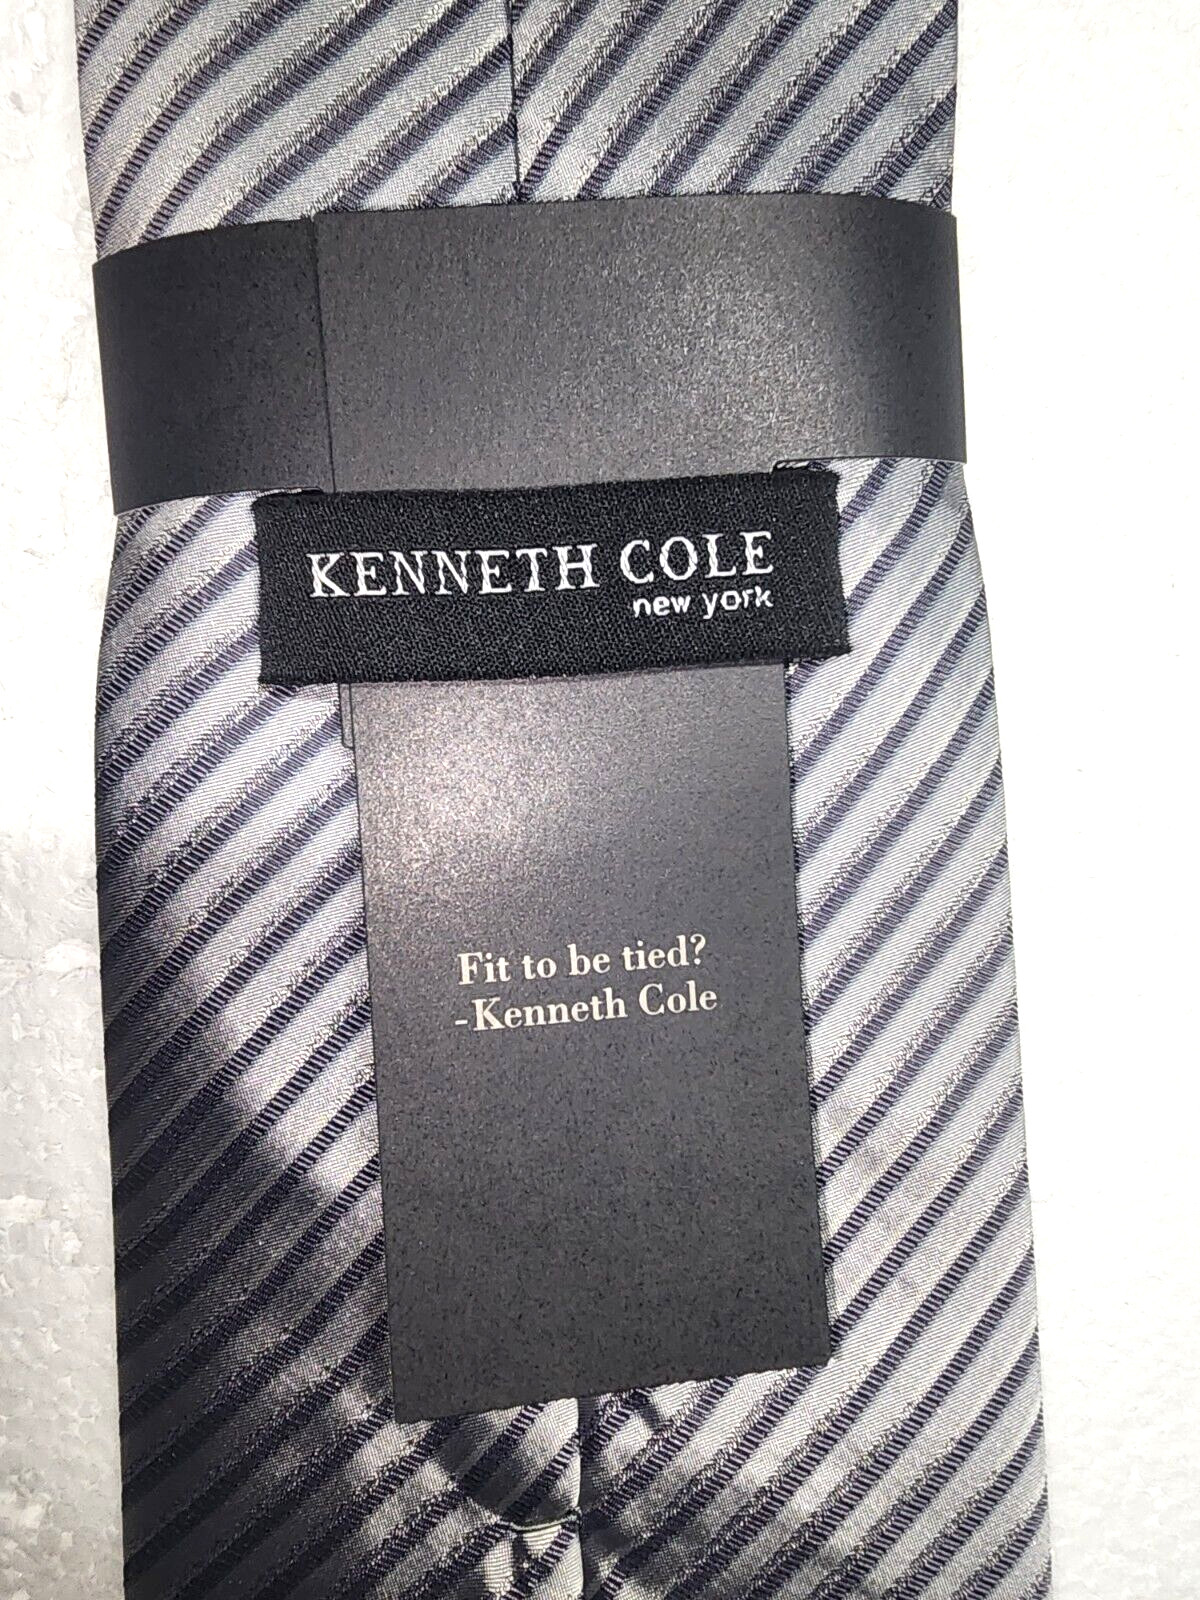 KENNETH COLE
new york
Fit to be tied?
-Kenneth Cole